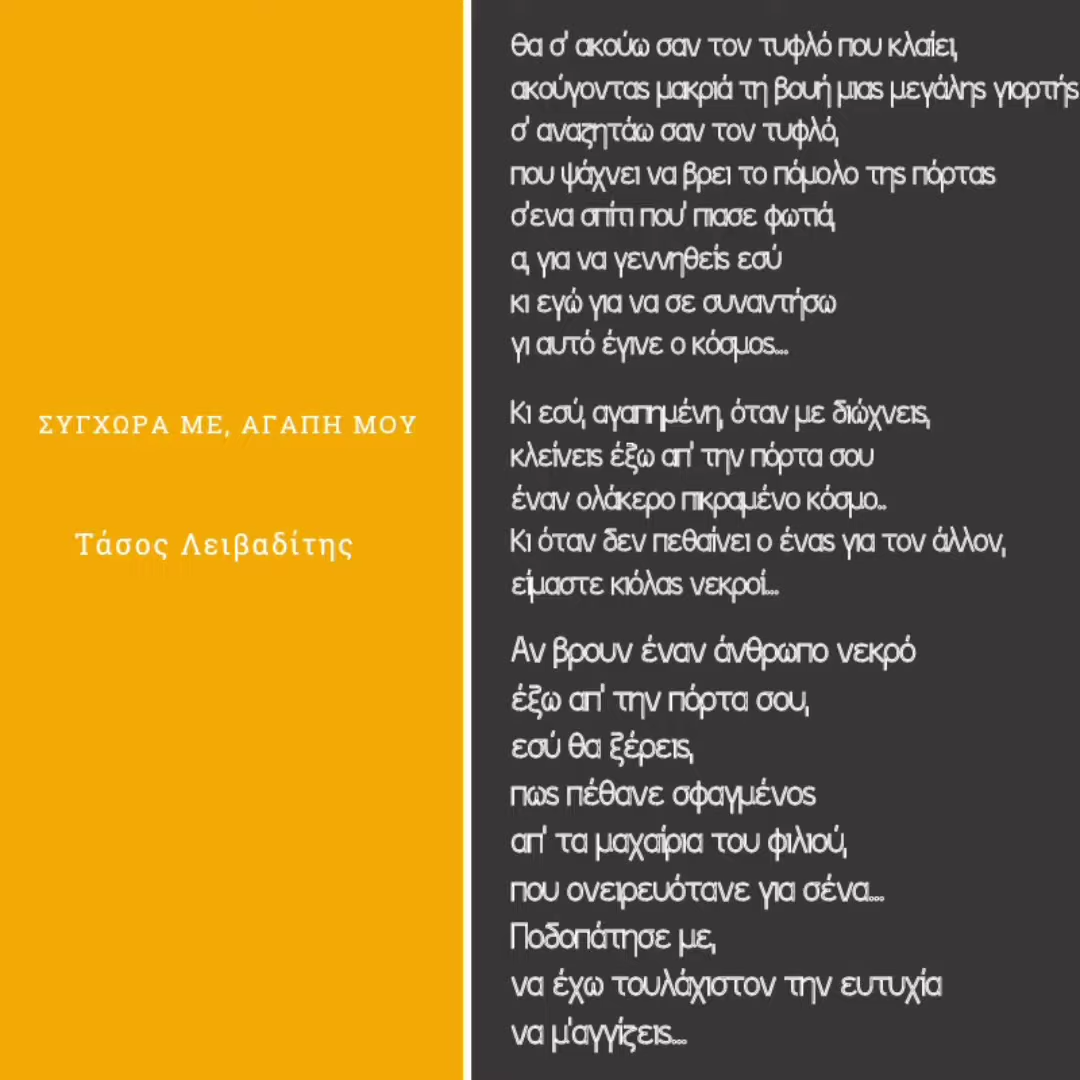 ΣΥΓΧΩΡΑ ΜΕ, ΑΓΑΠΗ ΜΟΥ
Τάσος Λειβαδίτης
θα σ' ακούω σαν τον τυφλό που κλαίει,
ακούγοντας μακριά τη βουή μιας μεγάλης γιορτής
σ' αναζητάω σαν τον τυφλό,
που ψάχνει να βρει το πόμολο της πόρτας
σ'ενα σπίτι που' πιασε φωτιά,
α, για να γεννηθείς εσύ
κι εγώ για να σε συναντήσω
γι αυτό έγινε ο κόσμος...
Κι εσύ, αγαπημένη, όταν με διώχνεις,
κλείνεις έξω απ' την πόρτα σου
έναν ολάκερο πικραμένο κόσμο..
Κι όταν δεν πεθαίνει ο ένας για τον άλλον,
είμαστε κιόλας νεκροί...
Αν βρουν έναν άνθρωπο νεκρό
έξω απ' την πόρτα σου,
εσύ θα ξέρεις,
πως πέθανε σφαγμένος
απ' τα μαχαίρια του φιλιού,
που ονειρευότανε για σένα...
Ποδοπάτησε με,
να έχω τουλάχιστον την ευτυχία
να μ'αγγίζεις...